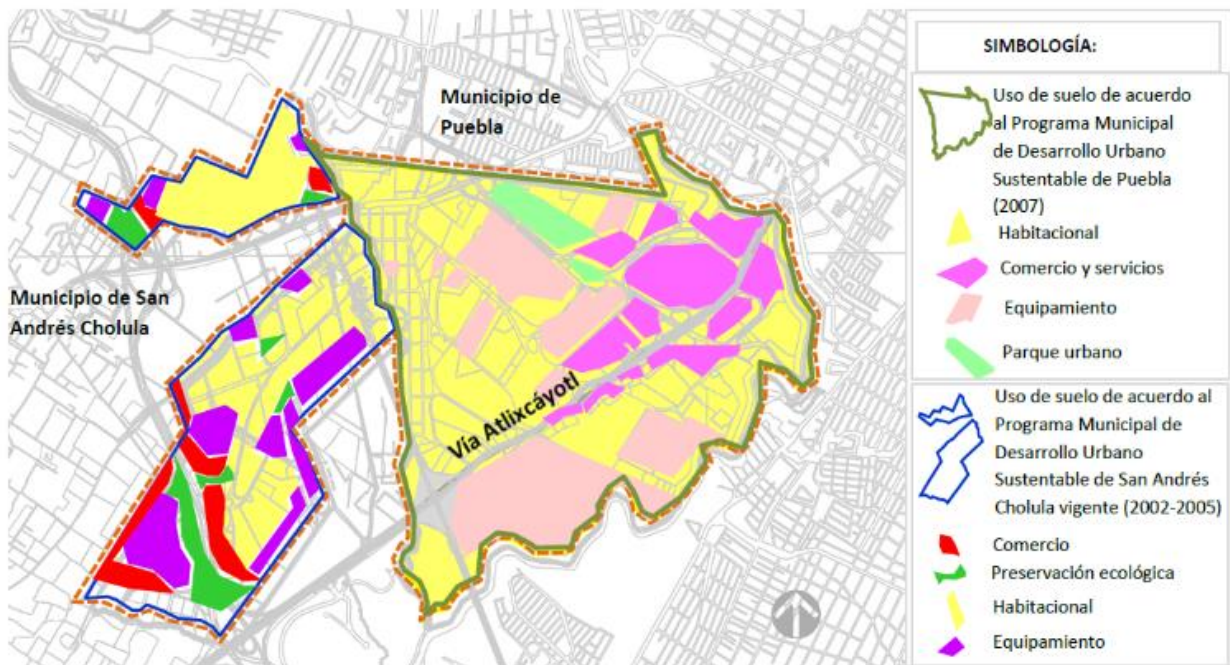 Municipio de
Puebla
Municipio de San
Andrés Cholula
Vía Atlixcáyotl
SIMBOLOGÍA:
Uso de suelo de acuerdo
al Programa Municipal
de Desarrollo Urbano
Sustentable de Puebla
(2007)
Habitacional
Comercio y servicios
Equipamiento
Parque urbano
Uso de suelo de acuerdo al
Programa Municipal de
Desarrollo Urbano
Sustentable de San Andrés
Cholula vigente (2002-2005)
Comercio
Preservación ecológica
Habitacional
Equipamiento